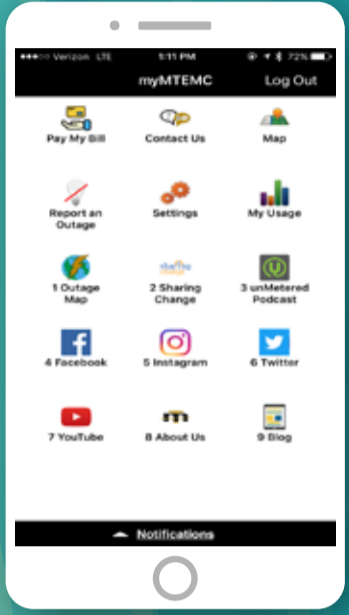 Verizon LTE 5:11 PM 72%
myMTEMC Log Out
Pay My Bill Contact Us Map
Report an Outage Settings My Usage
1 Outage Map 2 Sharing Change 3 unMetered Podcast
4 Facebook 5 Instagram 6 Twitter
7 YouTube 8 About Us 9 Blog
Notifications